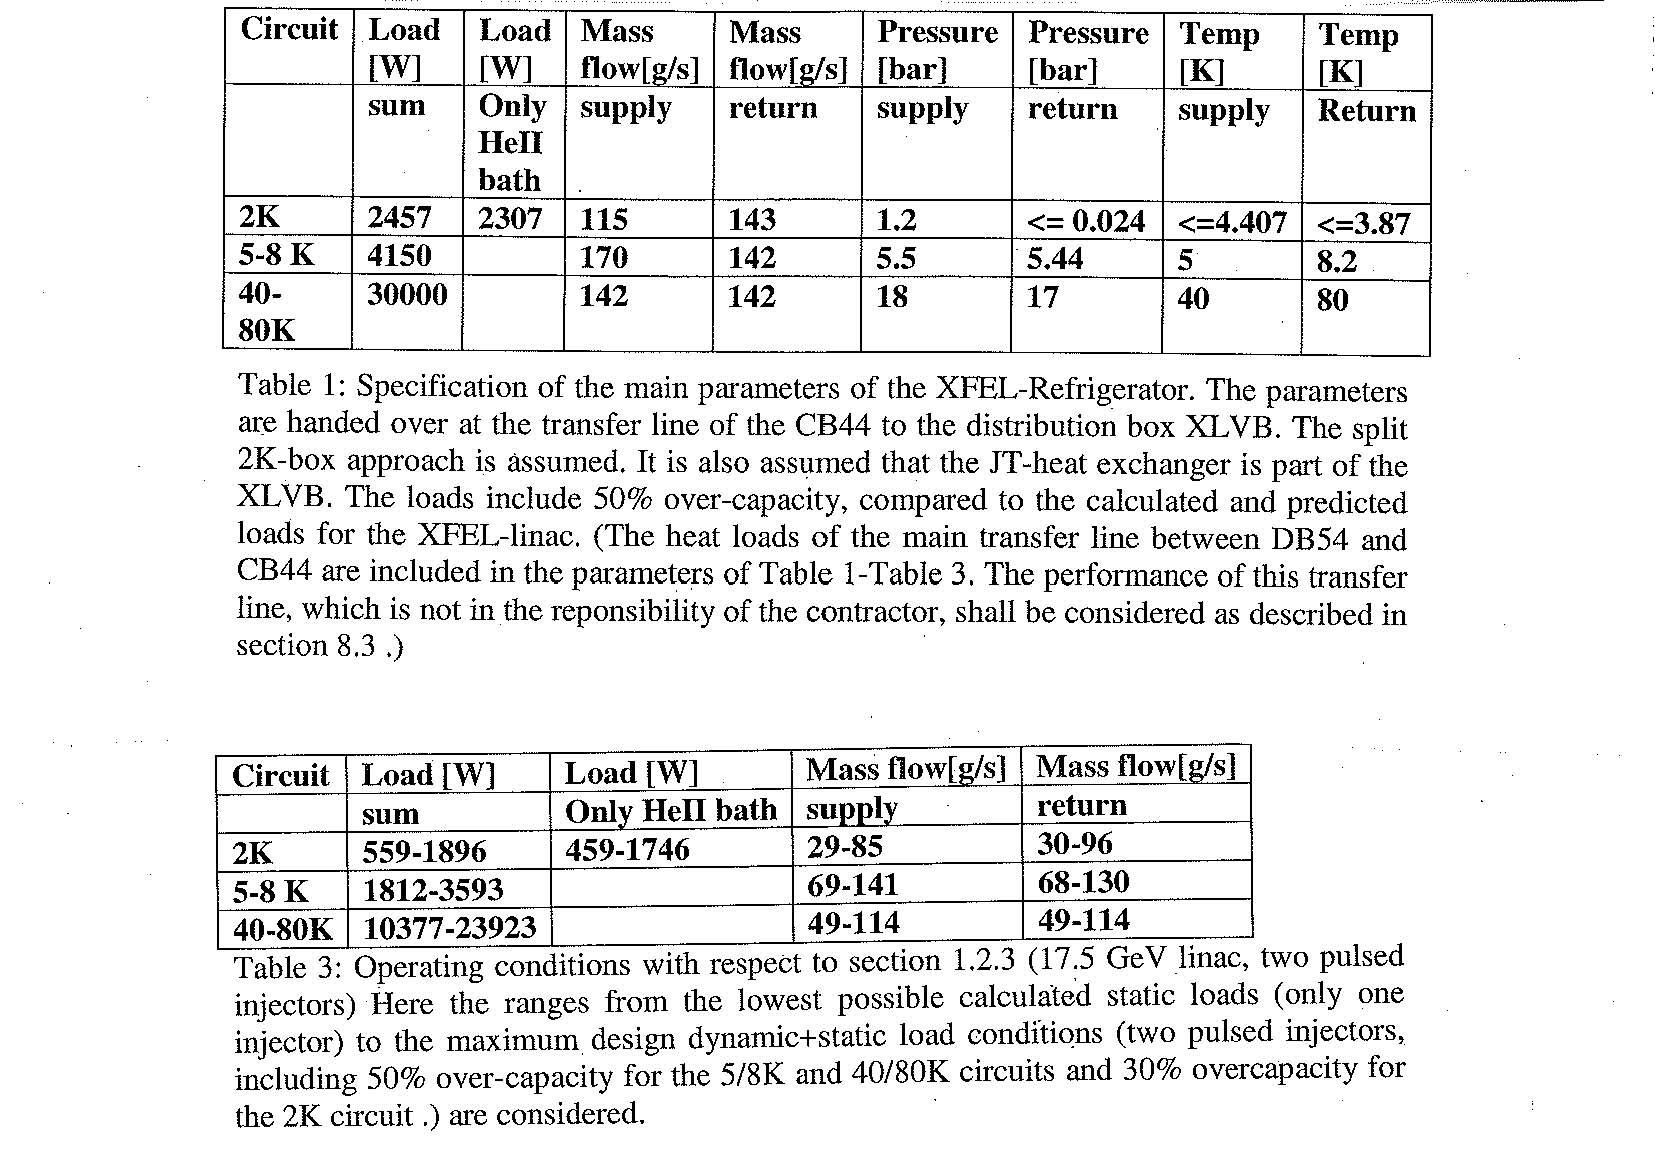 Circuit Load Load Mass Mass Pressure Pressure Temp Temp
[W] [W] flow[g/s] flow[g/s] [bar] [bar] [K] [K]
sum Only supply return supply return supply Return
HeII
bath
2K 2457 2307 115 143 1.2 <= 0.024 <=4.407 <=3.87
5-8 K 4150 170 142 5.5 5.44 5 8.2
40- 30000 142 142 18 17 40 80
80K
Table 1: Specification of the main parameters of the XFEL-Refrigerator. The parameters
are handed over at the transfer line of the CB44 to the distribution box XLVB. The split
2K-box approach is assumed. It is also assumed that the JT-heat exchanger is part of the
XLVB. The loads include 50% over-capacity, compared to the calculated and predicted
loads for the XFEL-linac. (The heat loads of the main transfer line between DB54 and
CB44 are included in the parameters of Table 1-Table 3. The performance of this transfer
line, which is not in the reponsibility of the contractor, shall be considered as described in
section 8.3 .)
Circuit Load [W] Load [W] Mass flow[g/s] Mass flow[g/s]
sum Only HeII bath supply return
2K 559-1896 459-1746 29-85 30-96
5-8 K 1812-3593 69-141 68-130
40-80K 10377-23923 49-114 49-114
Table 3: Operating conditions with respect to section 1.2.3 (17.5 GeV linac, two pulsed
injectors) Here the ranges from the lowest possible calculated static loads (only one
injector) to the maximum design dynamic+static load conditions (two pulsed injectors,
including 50% over-capacity for the 5/8K and 40/80K circuits and 30% overcapacity for
the 2K circuit .) are considered.